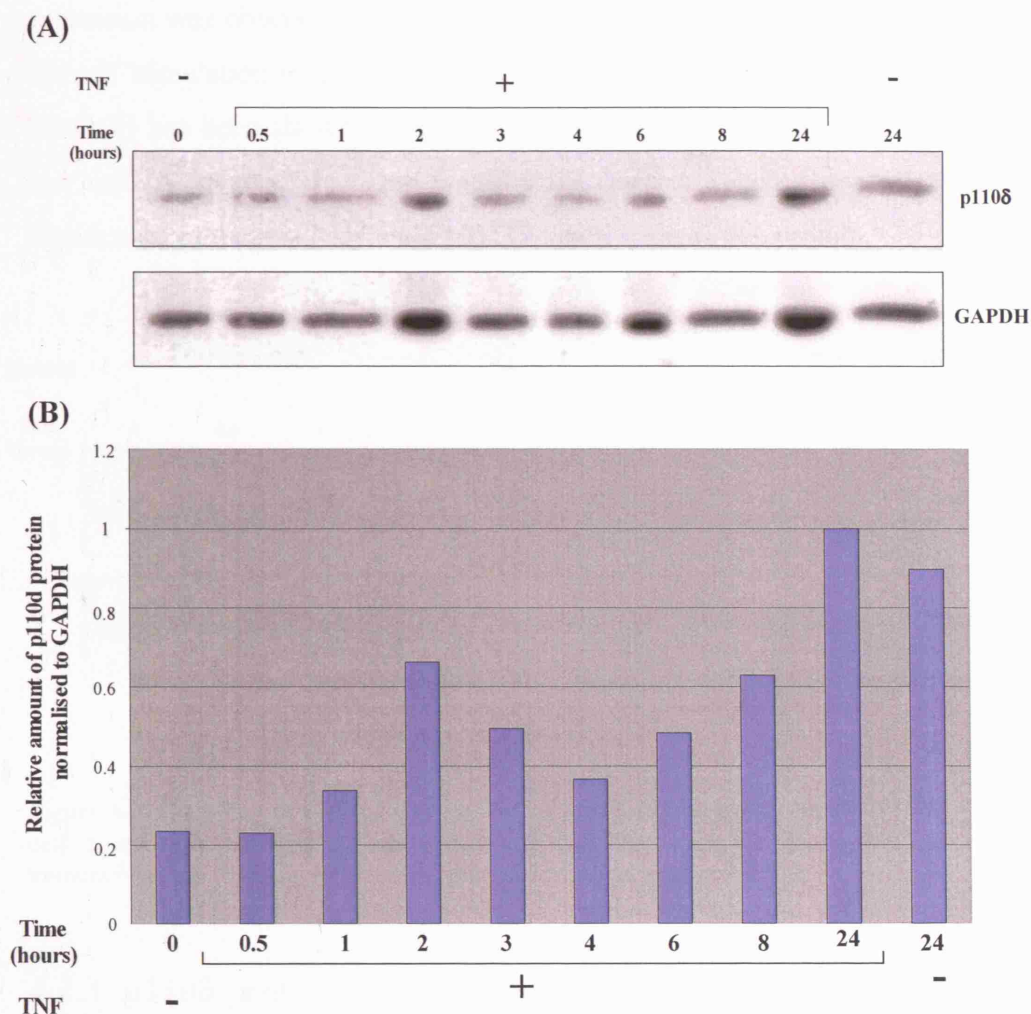 (A)
TNF - + -
Time (hours) 0 0.5 1 2 3 4 6 8 24 24
p110δ
GAPDH
(B)
Relative amount of p110d protein
normalised to GAPDH
1.2
1
0.8
0.6
0.4
0.2
0
Time (hours) 0 0.5 1 2 3 4 6 8 24 24
TNF - + -